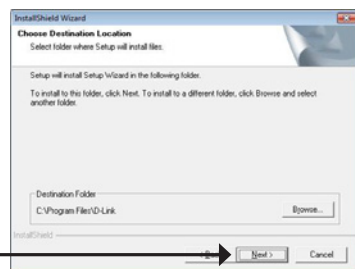 InstallShield Wizard
Choose Destination Location
Select folder where Setup will install files.
Setup will install Setup Wizard in the following folder.
To install to this folder, click Next. To install to a different folder, click Browse and select
another folder.
Destination Folder
C:\Program Files\D-Link
Browse...
InstallShield
Next >
Cancel